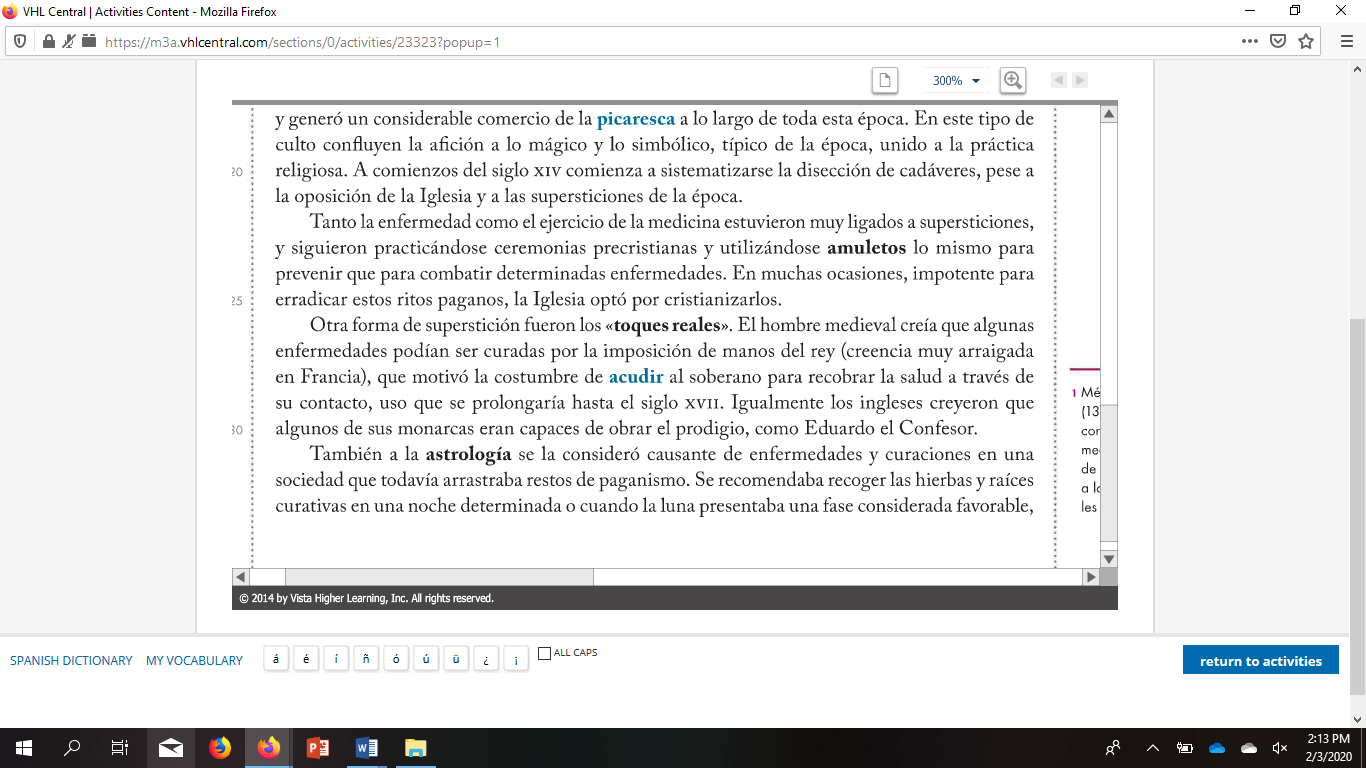 VHL Central | Activities Content - Mozilla Firefox
https://m3a.vhlcentral.com/sections/0/activities/23323?popup=1
300%
y generó un considerable comercio de la picaresca a lo largo de toda esta época. En este tipo de
culto confluyen la afición a lo mágico y lo simbólico, típico de la época, unido a la práctica
20 religiosa. A comienzos del siglo XIV comienza a sistematizarse la disección de cadáveres, pese a
la oposición de la Iglesia y a las supersticiones de la época.
Tanto la enfermedad como el ejercicio de la medicina estuvieron muy ligados a supersticiones,
y siguieron practicándose ceremonias precristianas y utilizándose amuletos lo mismo para
prevenir que para combatir determinadas enfermedades. En muchas ocasiones, impotente para
25 erradicar estos ritos paganos, la Iglesia optó por cristianizarlos.
Otra forma de superstición fueron los «toques reales». El hombre medieval creía que algunas
enfermedades podían ser curadas por la imposición de manos del rey (creencia muy arraigada
en Francia), que motivó la costumbre de acudir al soberano para recobrar la salud a través de
su contacto, uso que se prolongaría hasta el siglo XVII. Igualmente los ingleses creyeron que
30 algunos de sus monarcas eran capaces de obrar el prodigio, como Eduardo el Confesor.
También a la astrología se la consideró causante de enfermedades y curaciones en una
sociedad que todavía arrastraba restos de paganismo. Se recomendaba recoger las hierbas y raíces
curativas en una noche determinada o cuando la luna presentaba una fase considerada favorable,
1 Mé
(13
con
me
de
a la
les
© 2014 by Vista Higher Learning, Inc. All rights reserved.
SPANISH DICTIONARY MY VOCABULARY á é í ñ ó ú ü ¿ ¡ ALL CAPS
return to activities
2:13 PM
2/3/2020